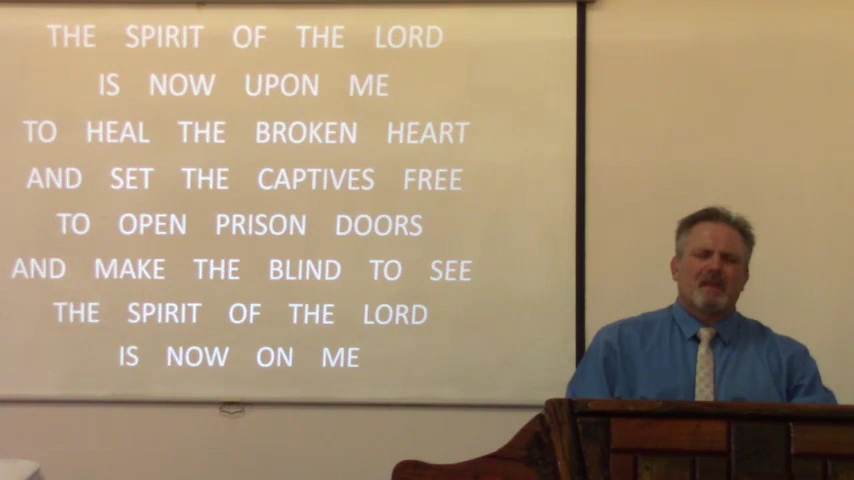 THE SPIRIT OF THE LORD
IS NOW UPON ME
TO HEAL THE BROKEN HEART
AND SET THE CAPTIVES FREE
TO OPEN PRISON DOORS
AND MAKE THE BLIND TO SEE
THE SPIRIT OF THE LORD
IS NOW ON ME